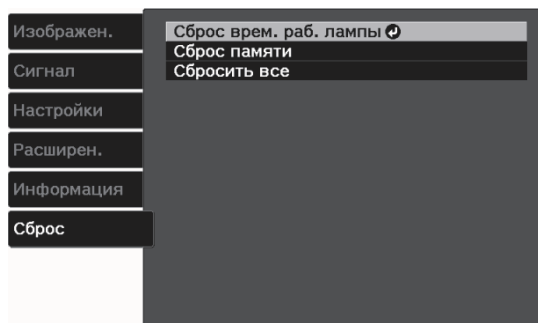 Изображен.
Сигнал
Настройки
Расширен.
Информация
Сброс
Сброс врем. раб. лампы
Сброс памяти
Сбросить все